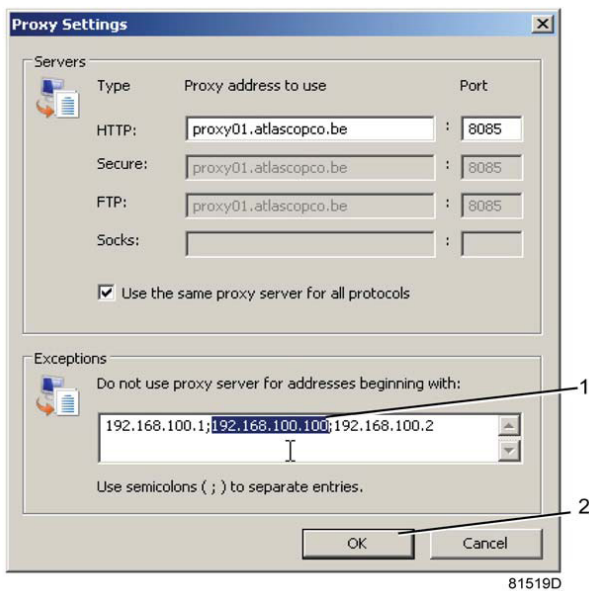 Proxy Settings
Servers
Type Proxy address to use Port
HTTP: proxy01.atlascopco.be : 8085
Secure: proxy01.atlascopco.be : 8085
FTP: proxy01.atlascopco.be : 8085
Socks: :
Use the same proxy server for all protocols
Exceptions
Do not use proxy server for addresses beginning with:
1
192.168.100.1;192.168.100.100;192.168.100.2
Use semicolons ( ; ) to separate entries.
2
OK Cancel
81519D